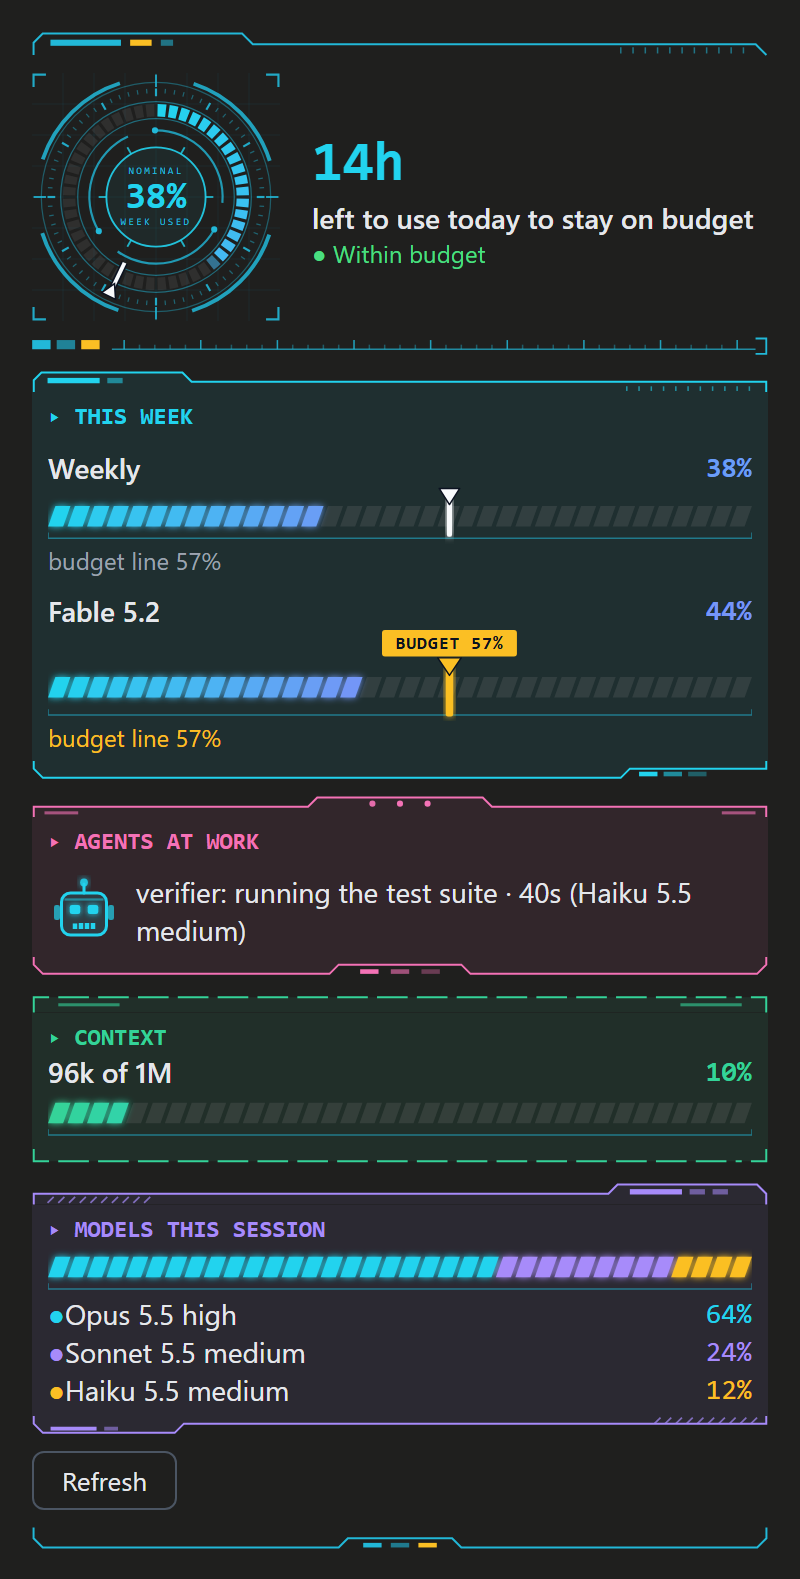 NOMINAL
38%
WEEK USED
14h
left to use today to stay on budget
Within budget
THIS WEEK
Weekly 38%
budget line 57%
Fable 5.2 44%
BUDGET 57%
budget line 57%
AGENTS AT WORK
verifier: running the test suite · 40s (Haiku 5.5
medium)
CONTEXT
96k of 1M 10%
MODELS THIS SESSION
Opus 5.5 high 64%
Sonnet 5.5 medium 24%
Haiku 5.5 medium 12%
Refresh